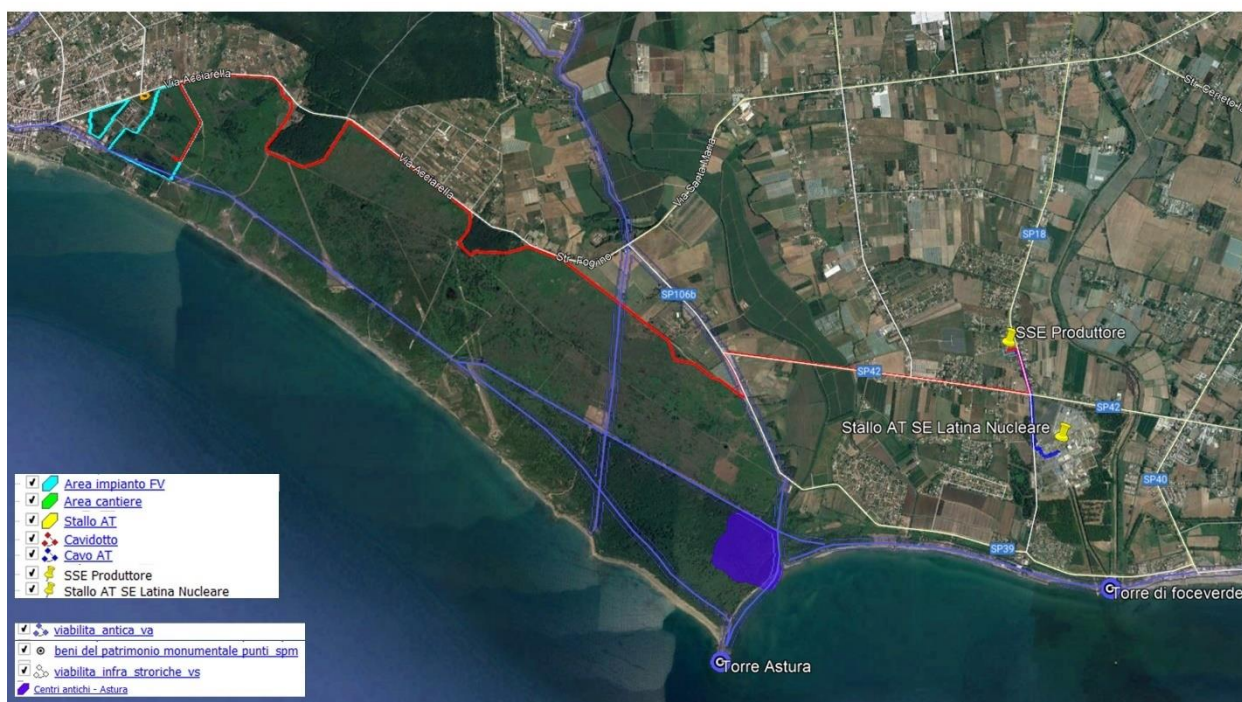 Via Acciarella
Str. Cerreto
Via Santa Maria
Via Acciarella
Str. Foglino
SP18
SP106b
SSE Produttore
SP42
SP42
Stallo AT SE Latina Nucleare
SP40
SP39
Torre di foceverde
Torre Astura
Area impianto FV
Area cantiere
Stallo AT
Cavidotto
Cavo AT
SSE Produttore
Stallo AT SE Latina Nucleare
viabilita_antica_va
beni del patrimonio monumentale punti_spm
viabilita_infra_stroriche_vs
Centri antichi - Astura